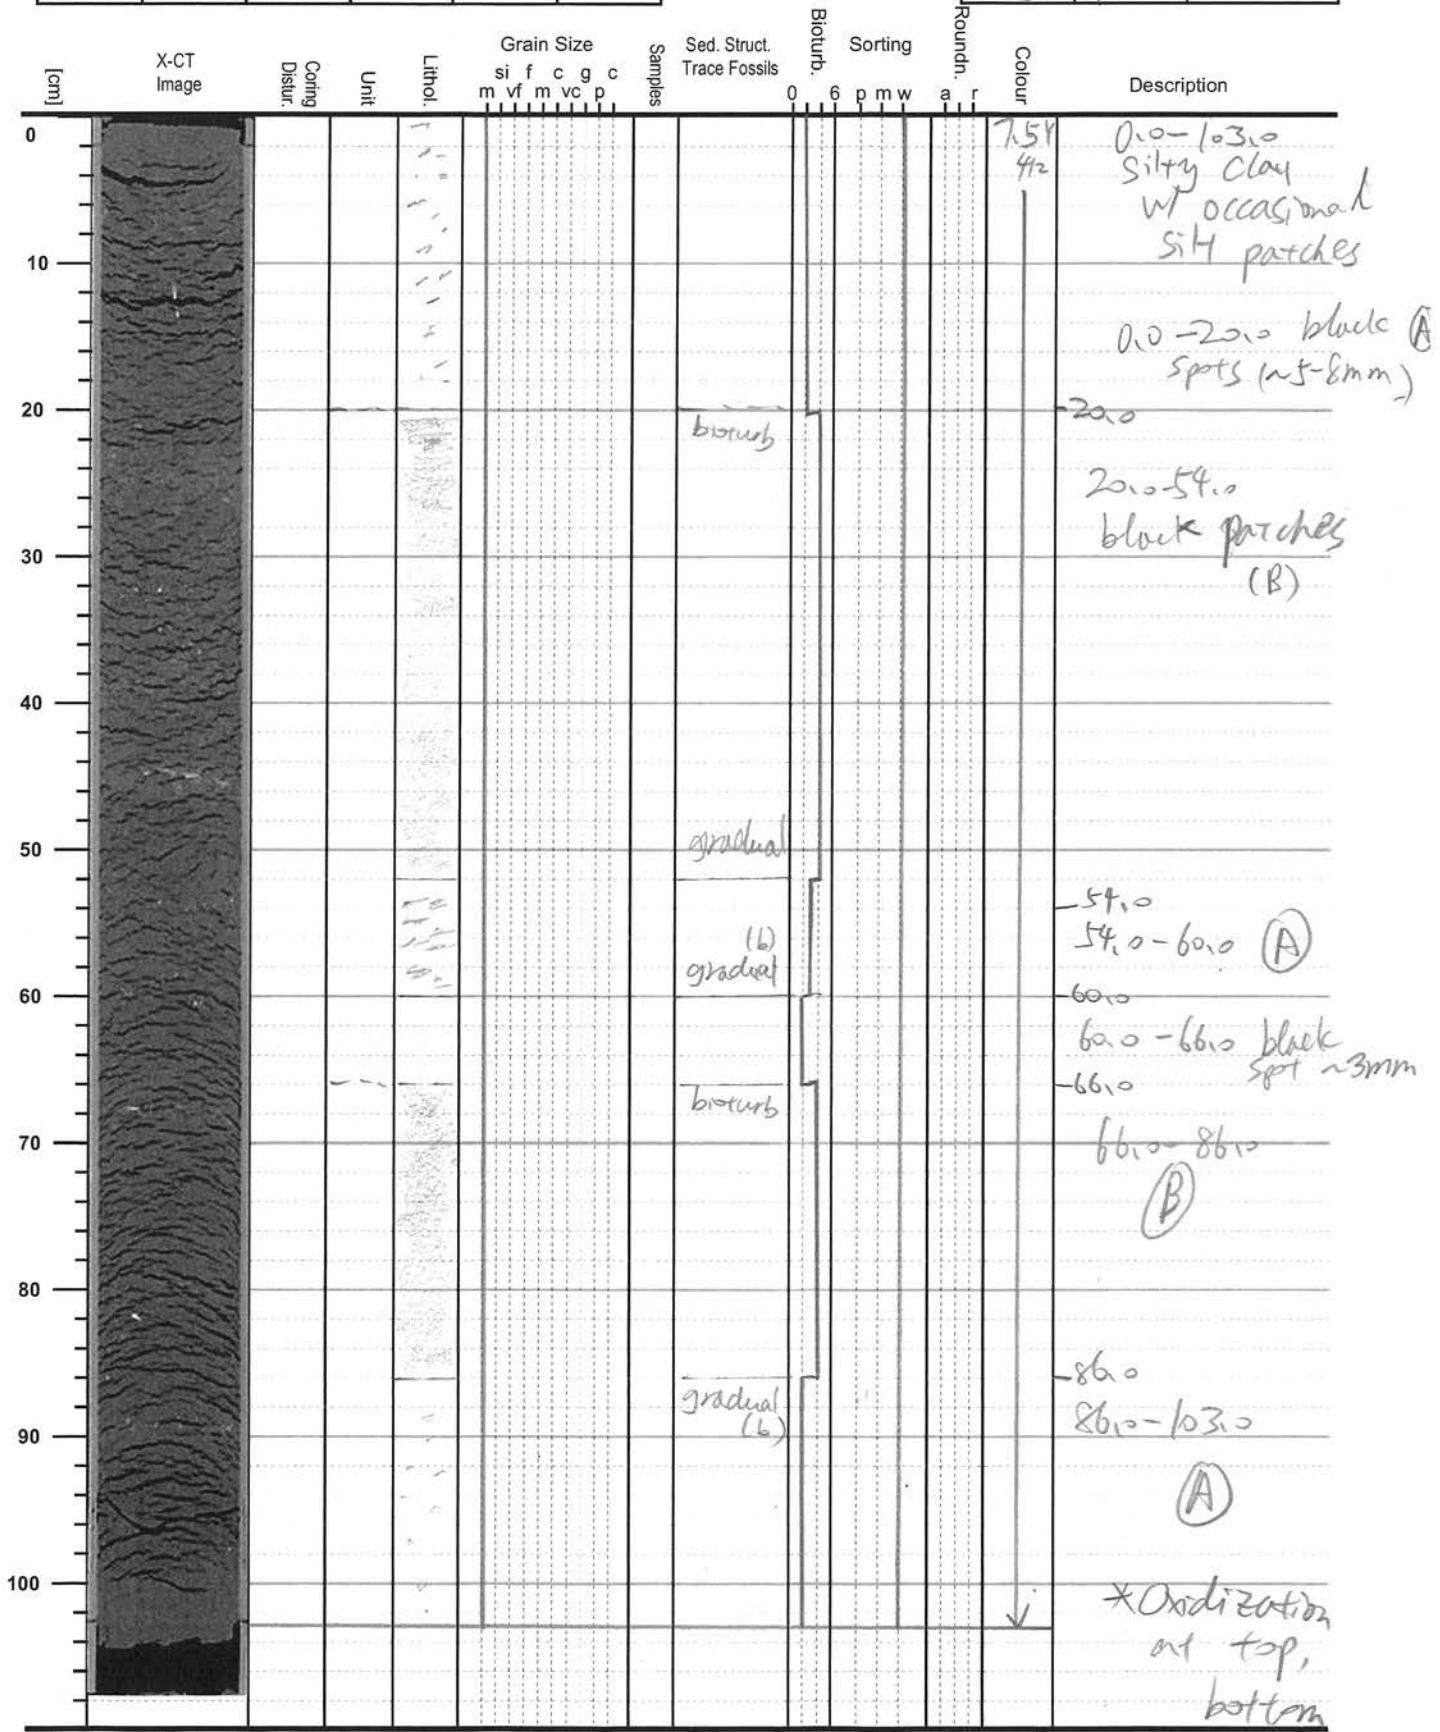 [cm]
X-CT
Image
Coring
Distur.
Unit
Lithol.
Grain Size
si f c g c
m vf m vc p
Samples
Sed. Struct.
Trace Fossils
Bioturb.
0 6
Sorting
p m w
Roundn.
a r
Colour
Description
0
10
20
30
40
50
60
70
80
90
100
bioturb
gradual
(b)
gradual
bioturb
gradual
(b)
7.5Y
4/2
0.0-103.0
Silty Clay
w/ occasional
silt patches
0.0-20.0 black A
spots (~5-8mm)
20.0
20.0-54.0
black patches
(B)
54.0
54.0-60.0 A
60.0
60.0-66.0 black
spot ~3mm
66.0
66.0-86.0
B
86.0
86.0-103.0
A
*Oxidization
at top,
bottom